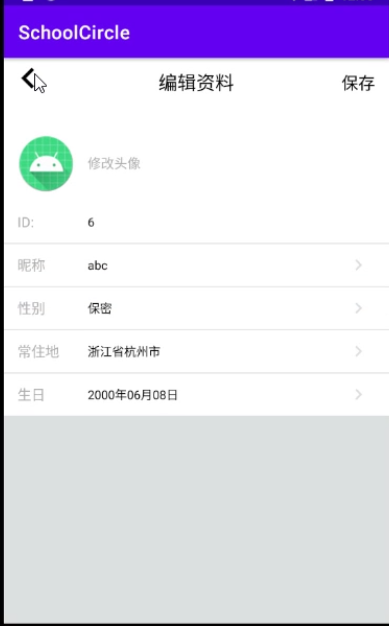 SchoolCircle
编辑资料 保存
修改头像
ID: 6
昵称 abc
性别 保密
常住地 浙江省杭州市
生日 2000年06月08日